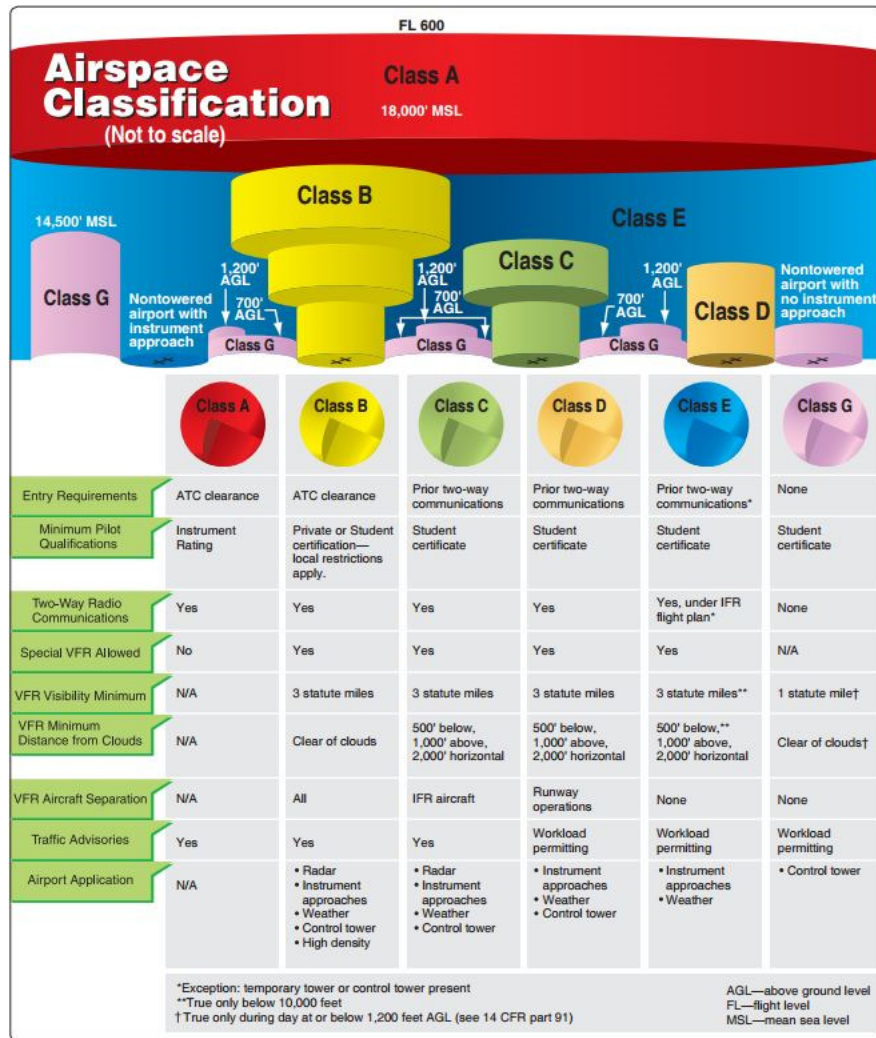 FL 600
Airspace
Classification
(Not to scale)
Class A
18,000' MSL
Class B
Class E
14,500' MSL
Class C
Class G
Nontowered
airport with
instrument
approach
1,200'
AGL
700'
AGL
Class G
1,200'
AGL
Class G
700'
AGL
1,200'
AGL
Class G
Class D
Nontowered
airport with
no instrument
approach
Class A
Class B
Class C
Class D
Class E
Class G
Entry Requirements
ATC clearance
ATC clearance
Prior two-way
communications
Prior two-way
communications
Prior two-way
communications*
None
Minimum Pilot
Qualifications
Instrument
Rating
Private or Student
certification—
local restrictions
apply.
Student
certificate
Student
certificate
Student
certificate
Student
certificate
Two-Way Radio
Communications
Yes
Yes
Yes
Yes
Yes, under IFR
flight plan*
None
Special VFR Allowed
No
Yes
Yes
Yes
Yes
N/A
VFR Visibility Minimum
N/A
3 statute miles
3 statute miles
3 statute miles
3 statute miles**
1 statute mile†
VFR Minimum
Distance from Clouds
N/A
Clear of clouds
500' below,
1,000' above,
2,000' horizontal
500' below,
1,000' above,
2,000' horizontal
500' below,**
1,000' above,
2,000' horizontal
Clear of clouds†
VFR Aircraft Separation
N/A
All
IFR aircraft
Runway
operations
None
None
Traffic Advisories
Yes
Yes
Yes
Workload
permitting
Workload
permitting
Workload
permitting
Airport Application
N/A
• Radar
• Instrument
approaches
• Weather
• Control tower
• High density
• Radar
• Instrument
approaches
• Weather
• Control tower
• Instrument
approaches
• Weather
• Control tower
• Instrument
approaches
• Weather
• Control tower
*Exception: temporary tower or control tower present
**True only below 10,000 feet
†True only during day at or below 1,200 feet AGL (see 14 CFR part 91)
AGL—above ground level
FL—flight level
MSL—mean sea level